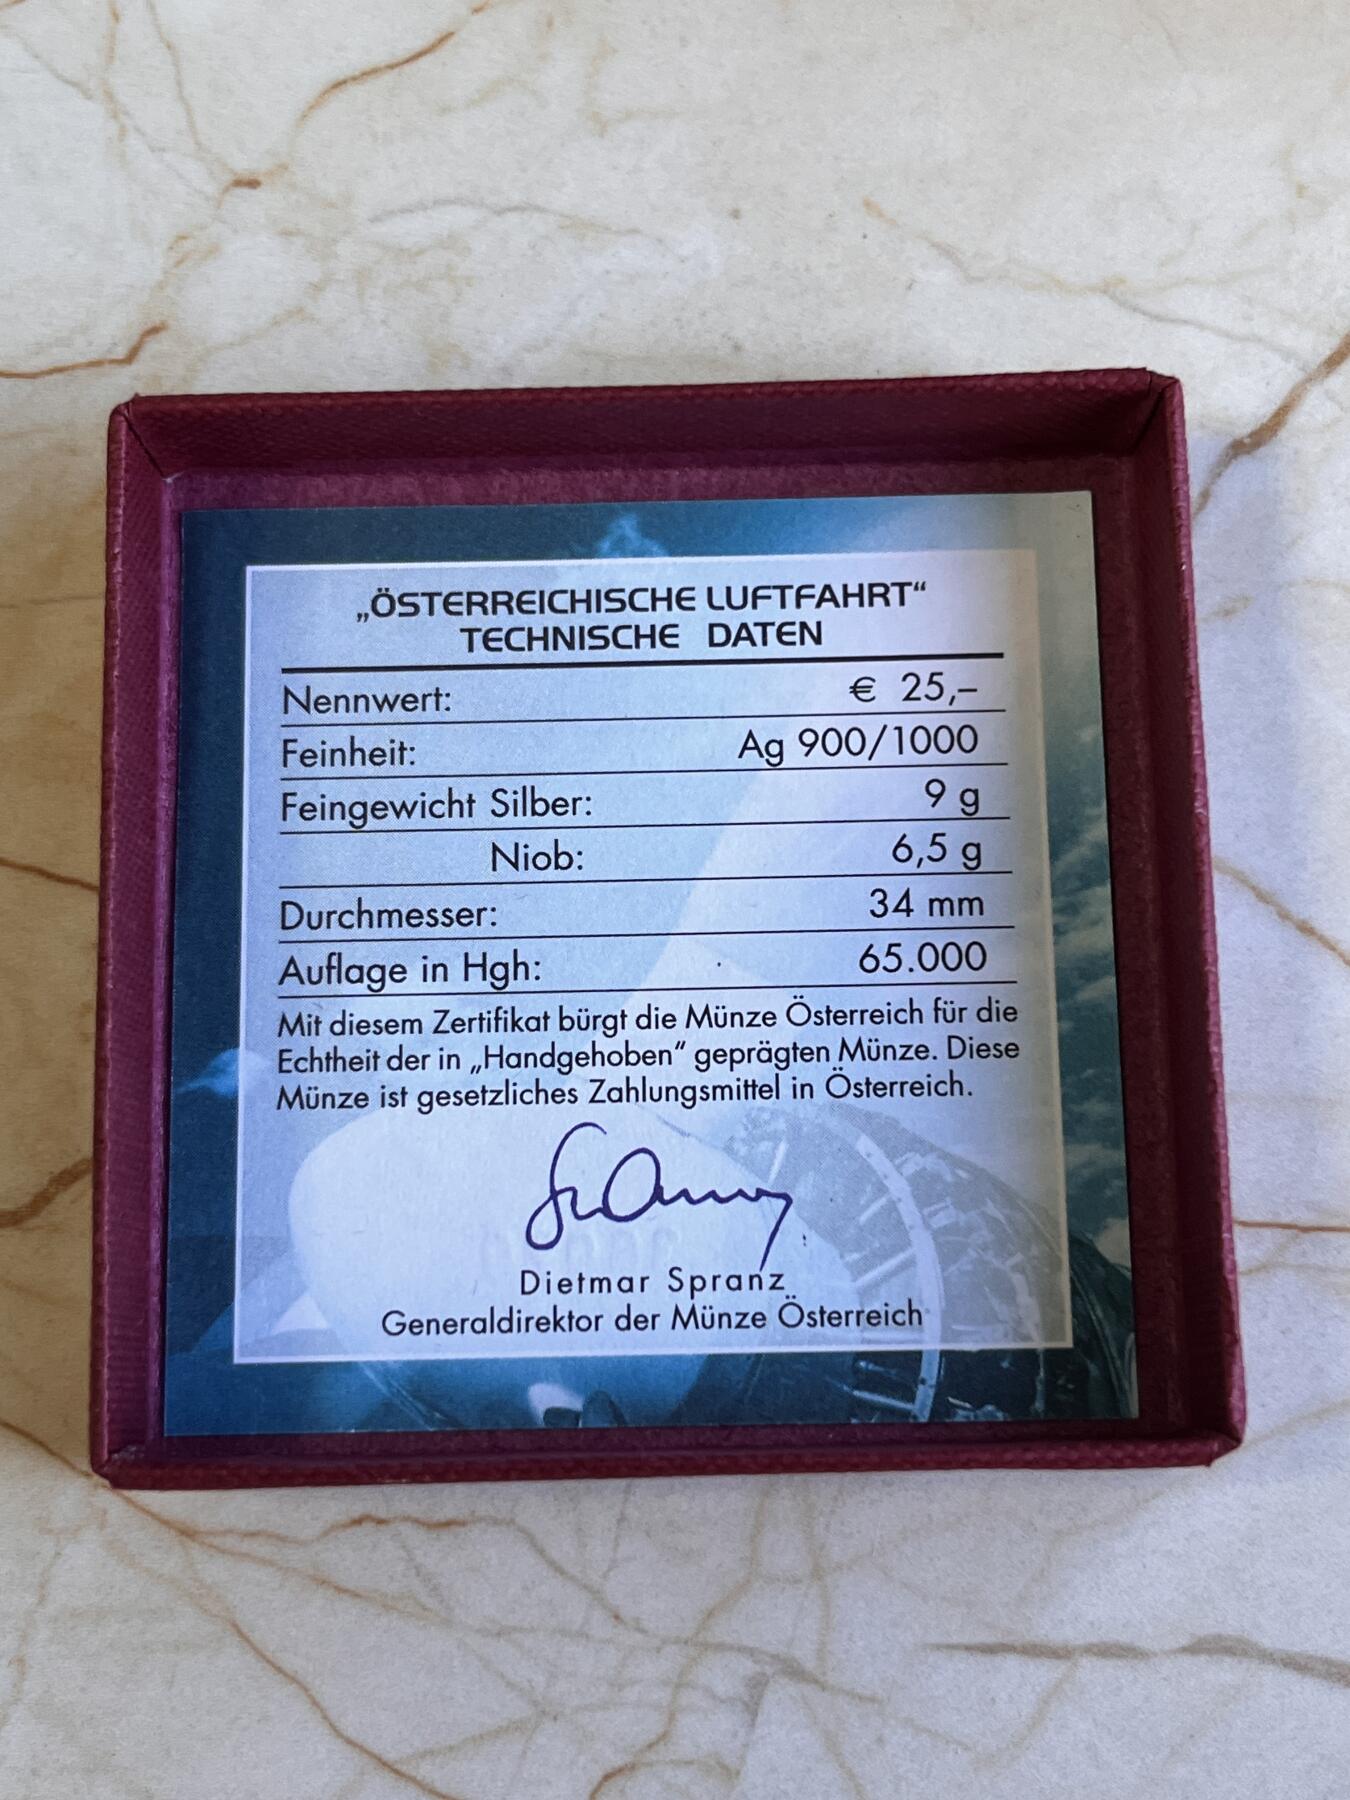 „ÖSTERREICHISCHE LUFTFAHRT“
TECHNISCHE DATEN
Nennwert: € 25,–
Feinheit: Ag 900/1000
Feingewicht Silber: 9 g
Niob: 6,5 g
Durchmesser: 34 mm
Auflage in Hgh: 65.000
Mit diesem Zertifikat bürgt die Münze Österreich für die
Echtheit der in „Handgehoben“ geprägten Münze. Diese
Münze ist gesetzliches Zahlungsmittel in Österreich.
Dietmar Spranz
Generaldirektor der Münze Österreich